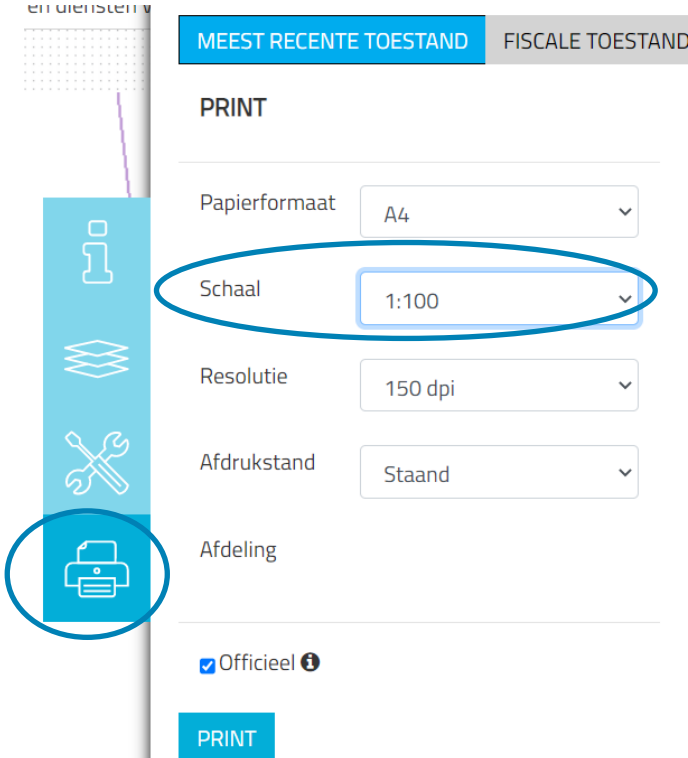 en diensten v
MEEST RECENTE TOESTAND FISCALE TOESTAND
PRINT
Papierformaat A4
Schaal 1:100
Resolutie 150 dpi
Afdrukstand Staand
Afdeling
Officieel
PRINT